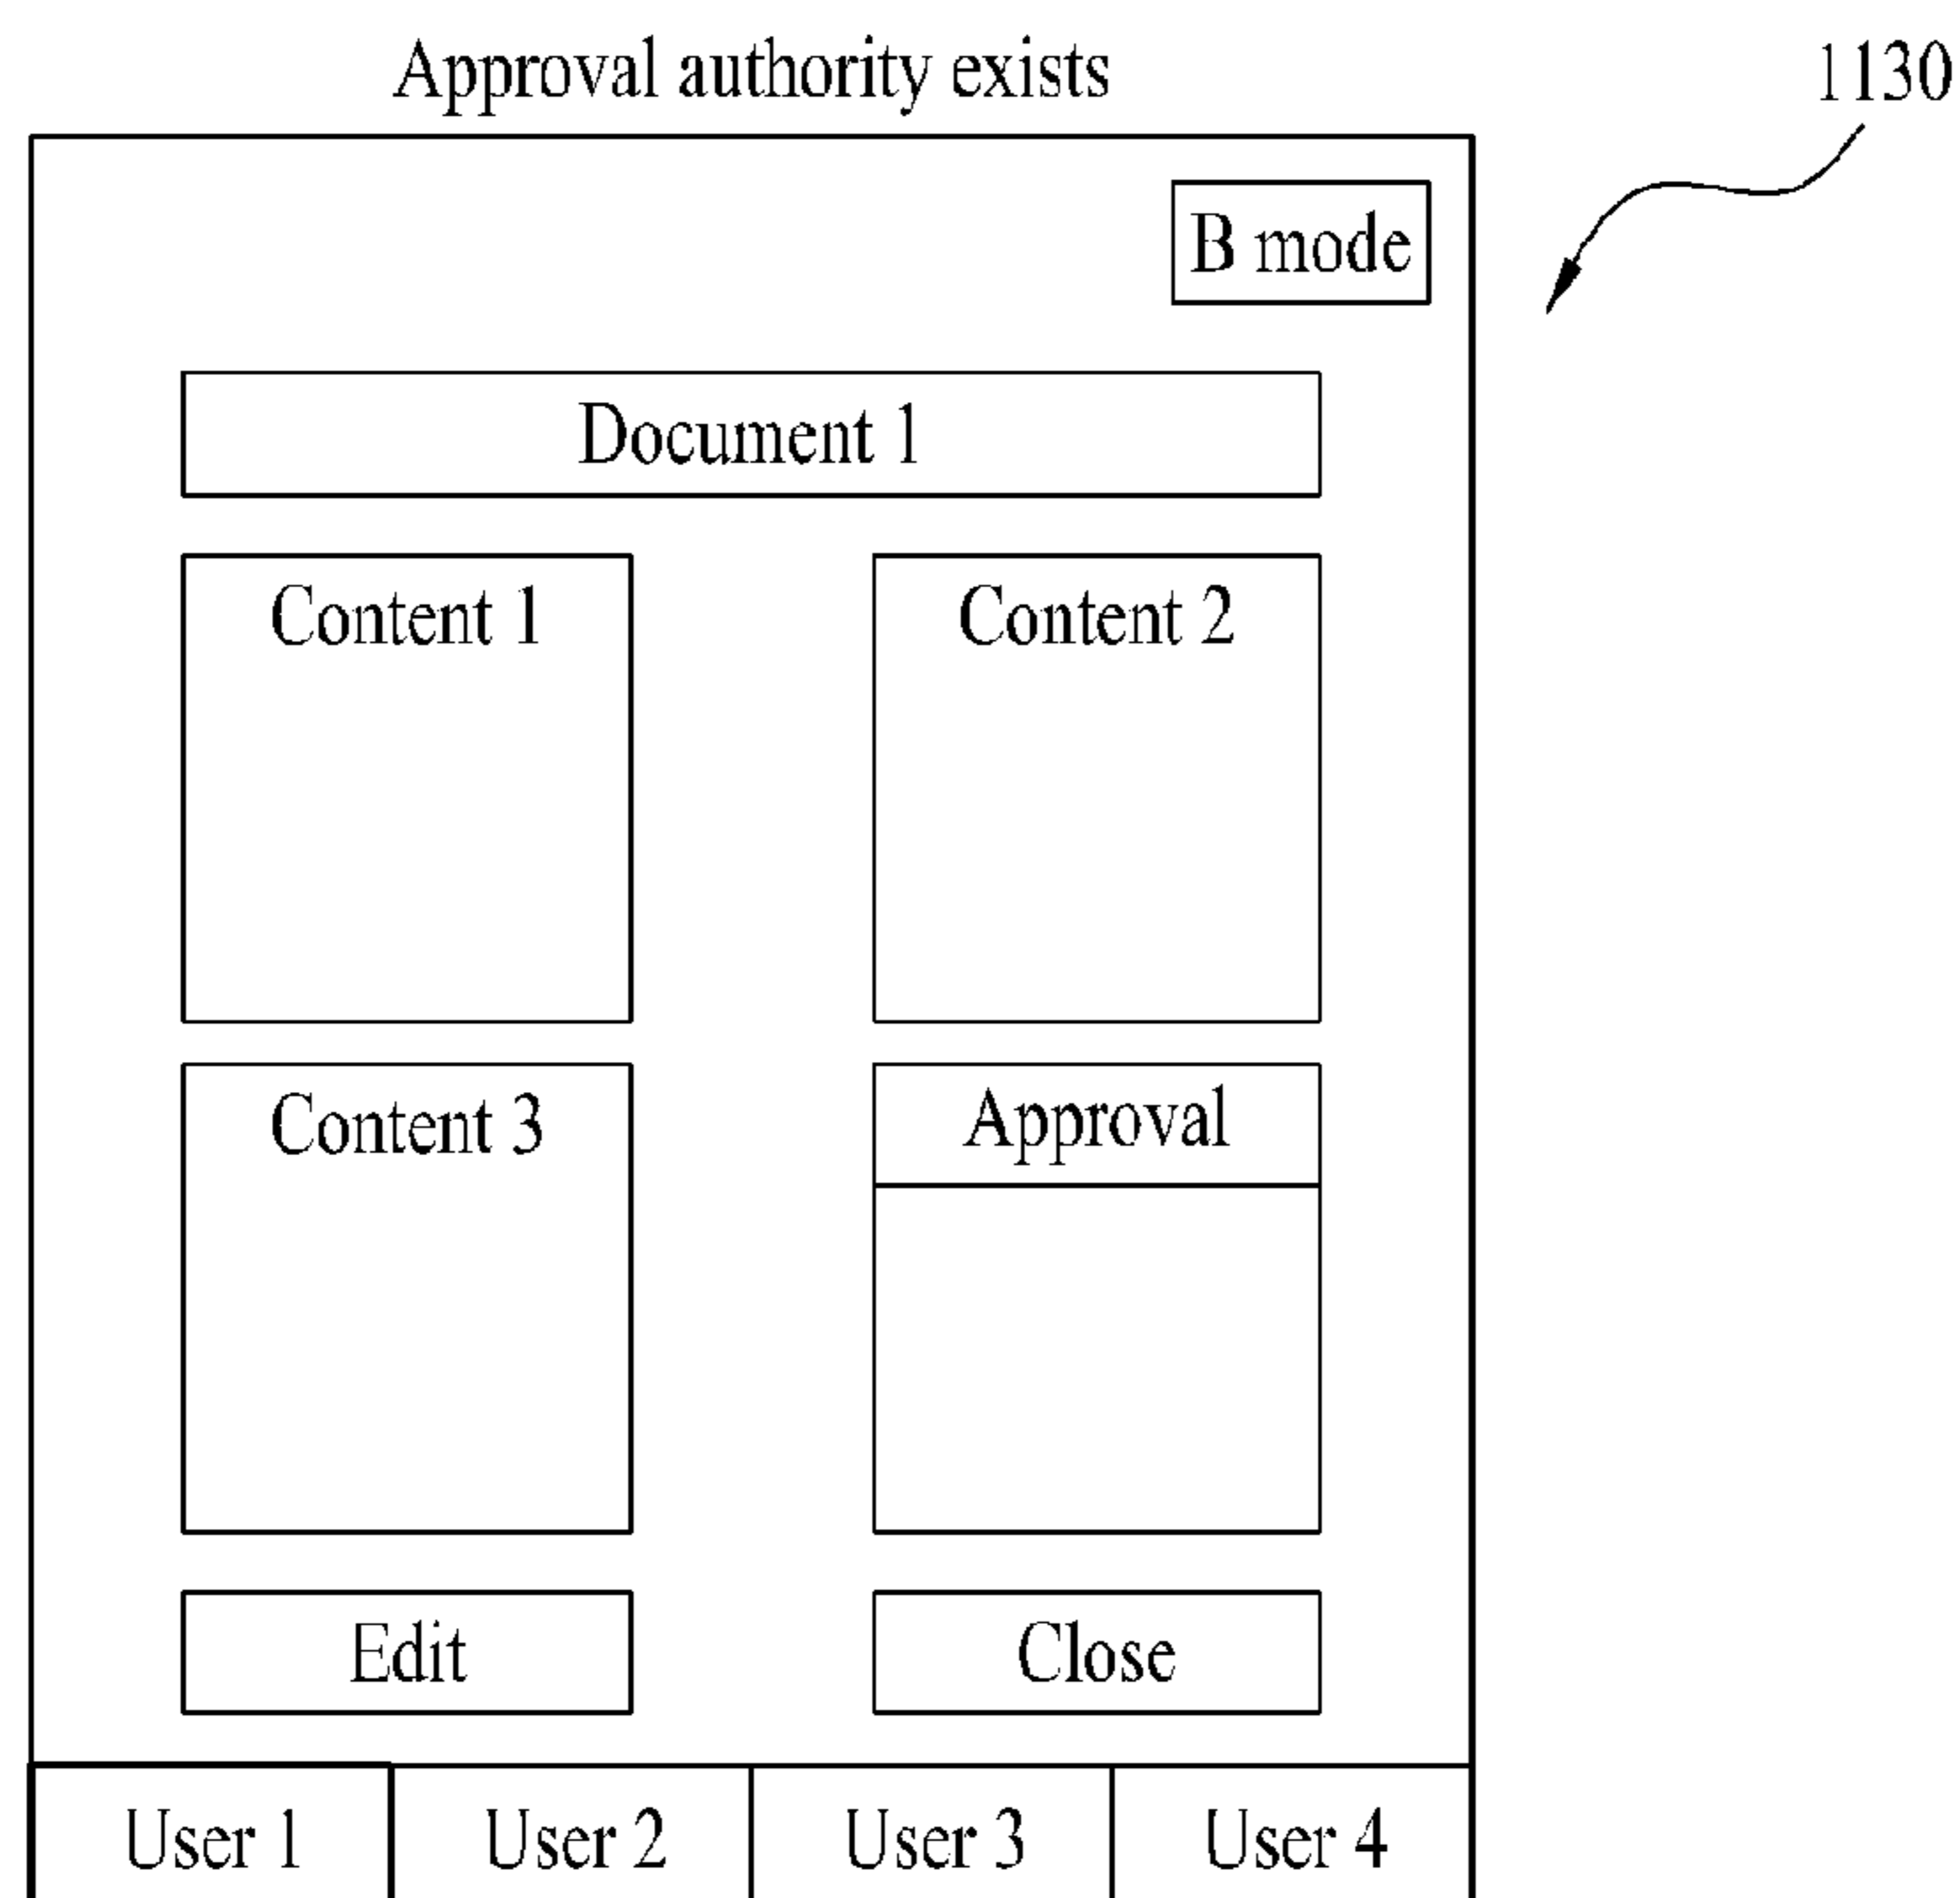 Approval authority exists
1130
B mode
Document 1
Content 1
Content 2
Content 3
Approval
Edit
Close
User 1
User 2
User 3
User 4